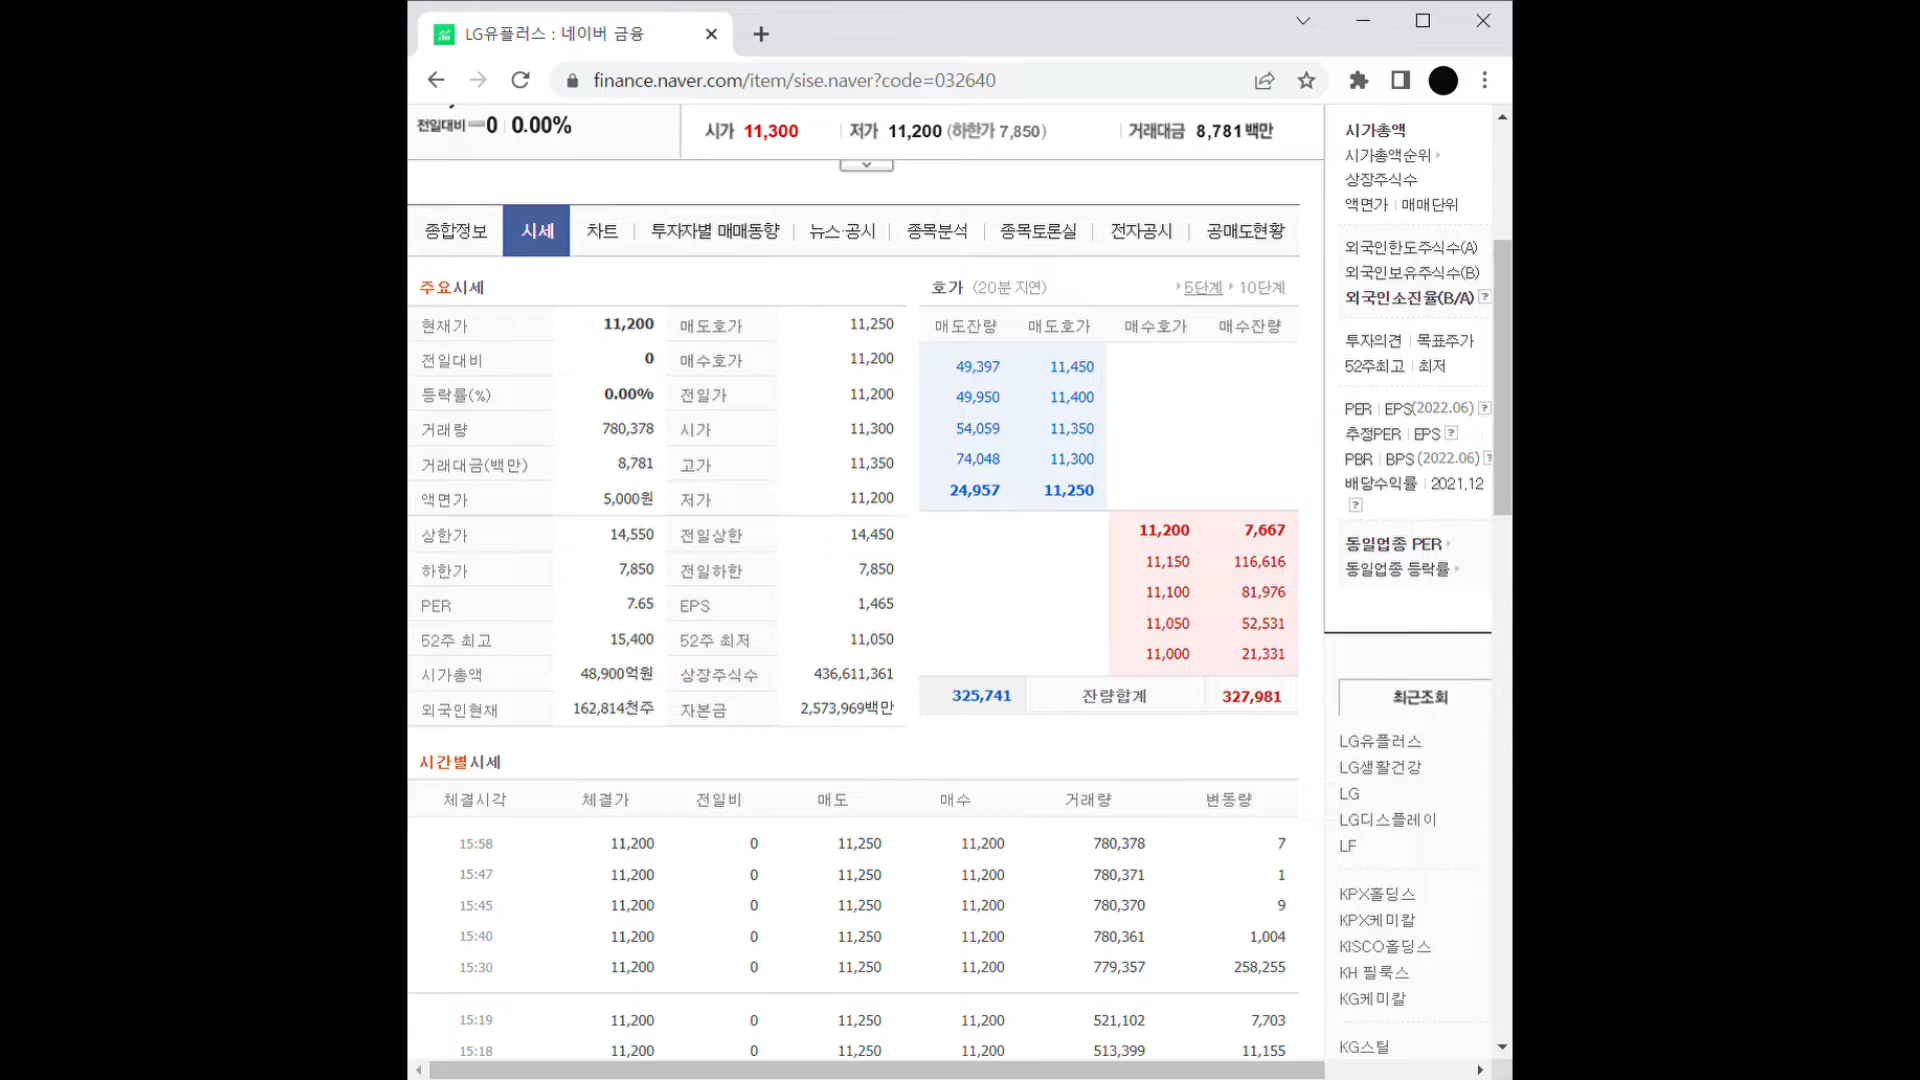 LG유플러스 : 네이버 금융
finance.naver.com/item/sise.naver?code=032640
전일대비 0 0.00%
시가 11,300 저가 11,200 (하한가 7,850) 거래대금 8,781 백만
종합정보 시세 차트 투자자별 매매동향 뉴스·공시 종목분석 종목토론실 전자공시 공매도현황
주요시세
현재가 11,200 매도호가 11,250
전일대비 0 매수호가 11,200
등락률(%) 0.00% 전일가 11,200
거래량 780,378 시가 11,300
거래대금(백만) 8,781 고가 11,350
액면가 5,000원 저가 11,200
상한가 14,550 전일상한 14,450
하한가 7,850 전일하한 7,850
PER 7.65 EPS 1,465
52주 최고 15,400 52주 최저 11,050
시가총액 48,900억원 상장주식수 436,611,361
외국인현재 162,814천주 자본금 2,573,969백만
호가 (20분 지연) 5단계 10단계
매도잔량 매도호가 매수호가 매수잔량
49,397 11,450
49,950 11,400
54,059 11,350
74,048 11,300
24,957 11,250
11,200 7,667
11,150 116,616
11,100 81,976
11,050 52,531
11,000 21,331
325,741 잔량합계 327,981
시간별시세
체결시각 체결가 전일비 매도 매수 거래량 변동량
15:58 11,200 0 11,250 11,200 780,378 7
15:47 11,200 0 11,250 11,200 780,371 1
15:45 11,200 0 11,250 11,200 780,370 9
15:40 11,200 0 11,250 11,200 780,361 1,004
15:30 11,200 0 11,250 11,200 779,357 258,255
15:19 11,200 0 11,250 11,200 521,102 7,703
15:18 11,200 0 11,250 11,200 513,399 11,155
시가총액
시가총액순위
상장주식수
액면가 | 매매단위
외국인한도주식수(A)
외국인보유주식수(B)
외국인소진율(B/A) ?
투자의견 | 목표주가
52주최고 | 최저
PER | EPS(2022.06) ?
추정PER | EPS ?
PBR | BPS (2022.06) ?
배당수익률 | 2021.12
?
동일업종 PER
동일업종 등락률
최근조회
LG유플러스
LG생활건강
LG
LG디스플레이
LF
KPX홀딩스
KPX케미칼
KISCO홀딩스
KH 필룩스
KG케미칼
KG스틸